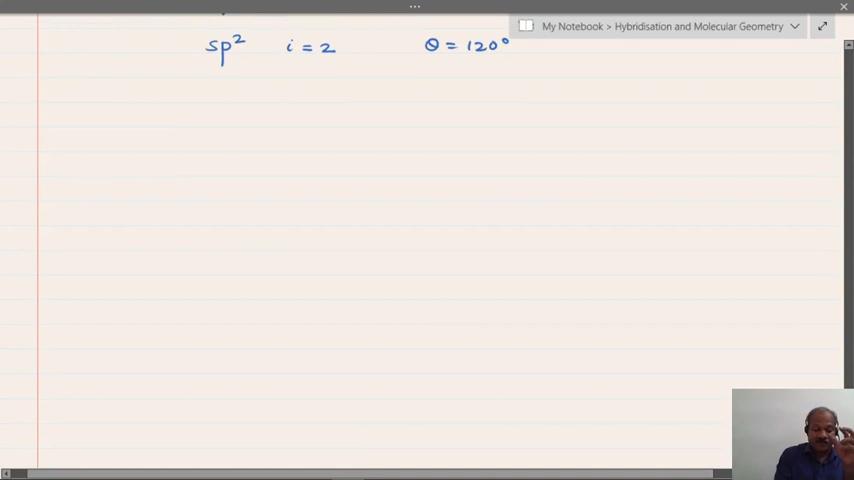 My Notebook > Hybridisation and Molecular Geometry
sp² i = 2 θ = 120°